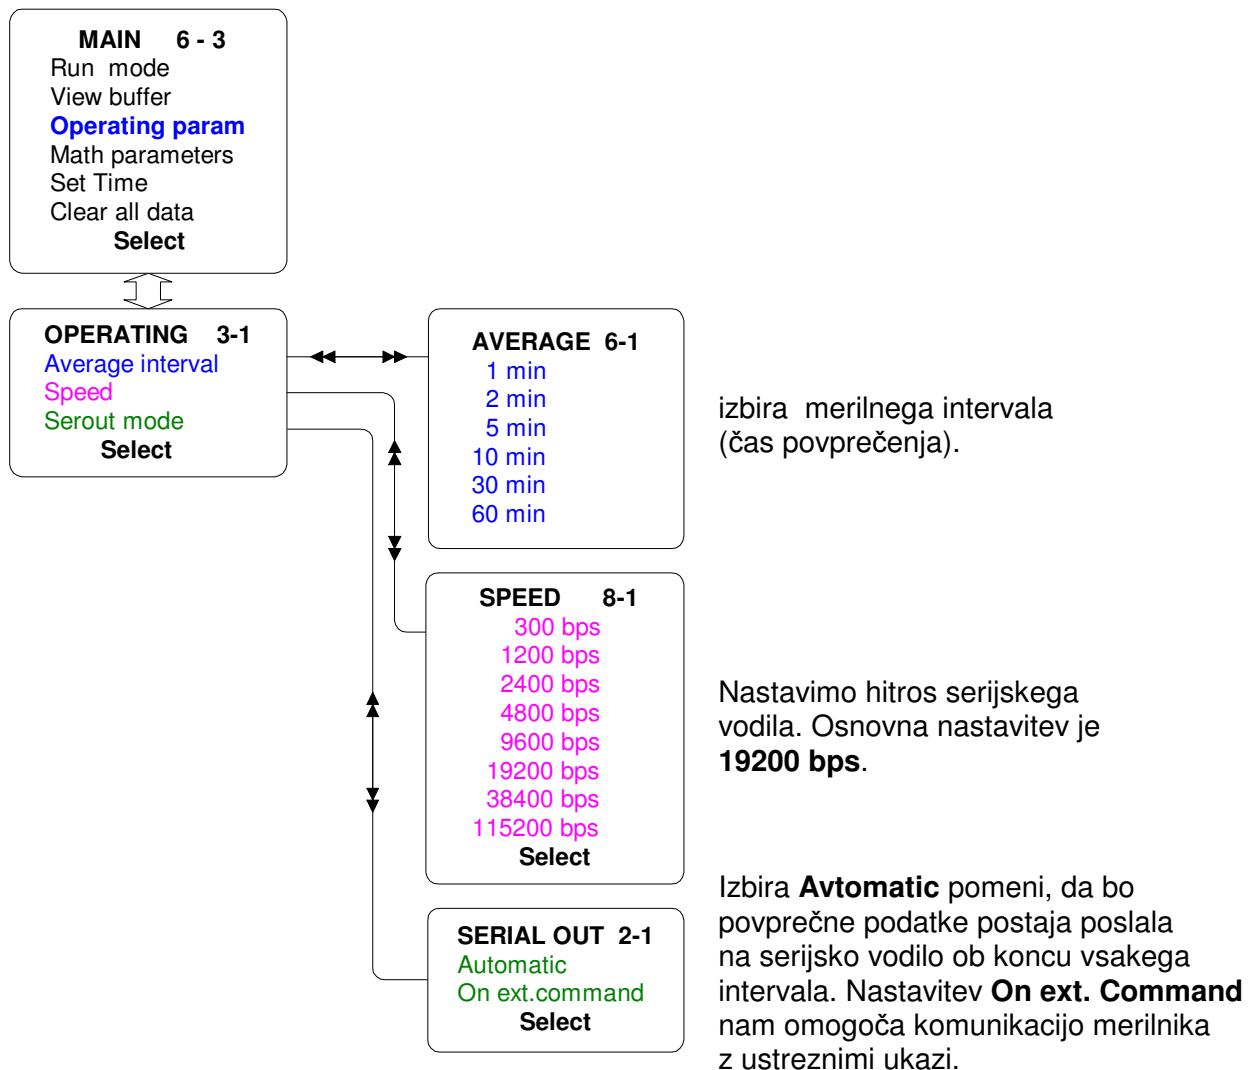 MAIN 6 - 3
Run mode
View buffer
Operating param
Math parameters
Set Time
Clear all data
Select
OPERATING 3-1
Average interval
Speed
Serout mode
Select
AVERAGE 6-1
1 min
2 min
5 min
10 min
30 min
60 min
izbira merilnega intervala
(čas povprečenja).
SPEED 8-1
300 bps
1200 bps
2400 bps
4800 bps
9600 bps
19200 bps
38400 bps
115200 bps
Select
Nastavimo hitros serijskega
vodila. Osnovna nastavitev je
19200 bps.
SERIAL OUT 2-1
Automatic
On ext.command
Select
Izbira Avtomatic pomeni, da bo
povprečne podatke postaja poslala
na serijsko vodilo ob koncu vsakega
intervala. Nastavitev On ext. Command
nam omogoča komunikacijo merilnika
z ustreznimi ukazi.